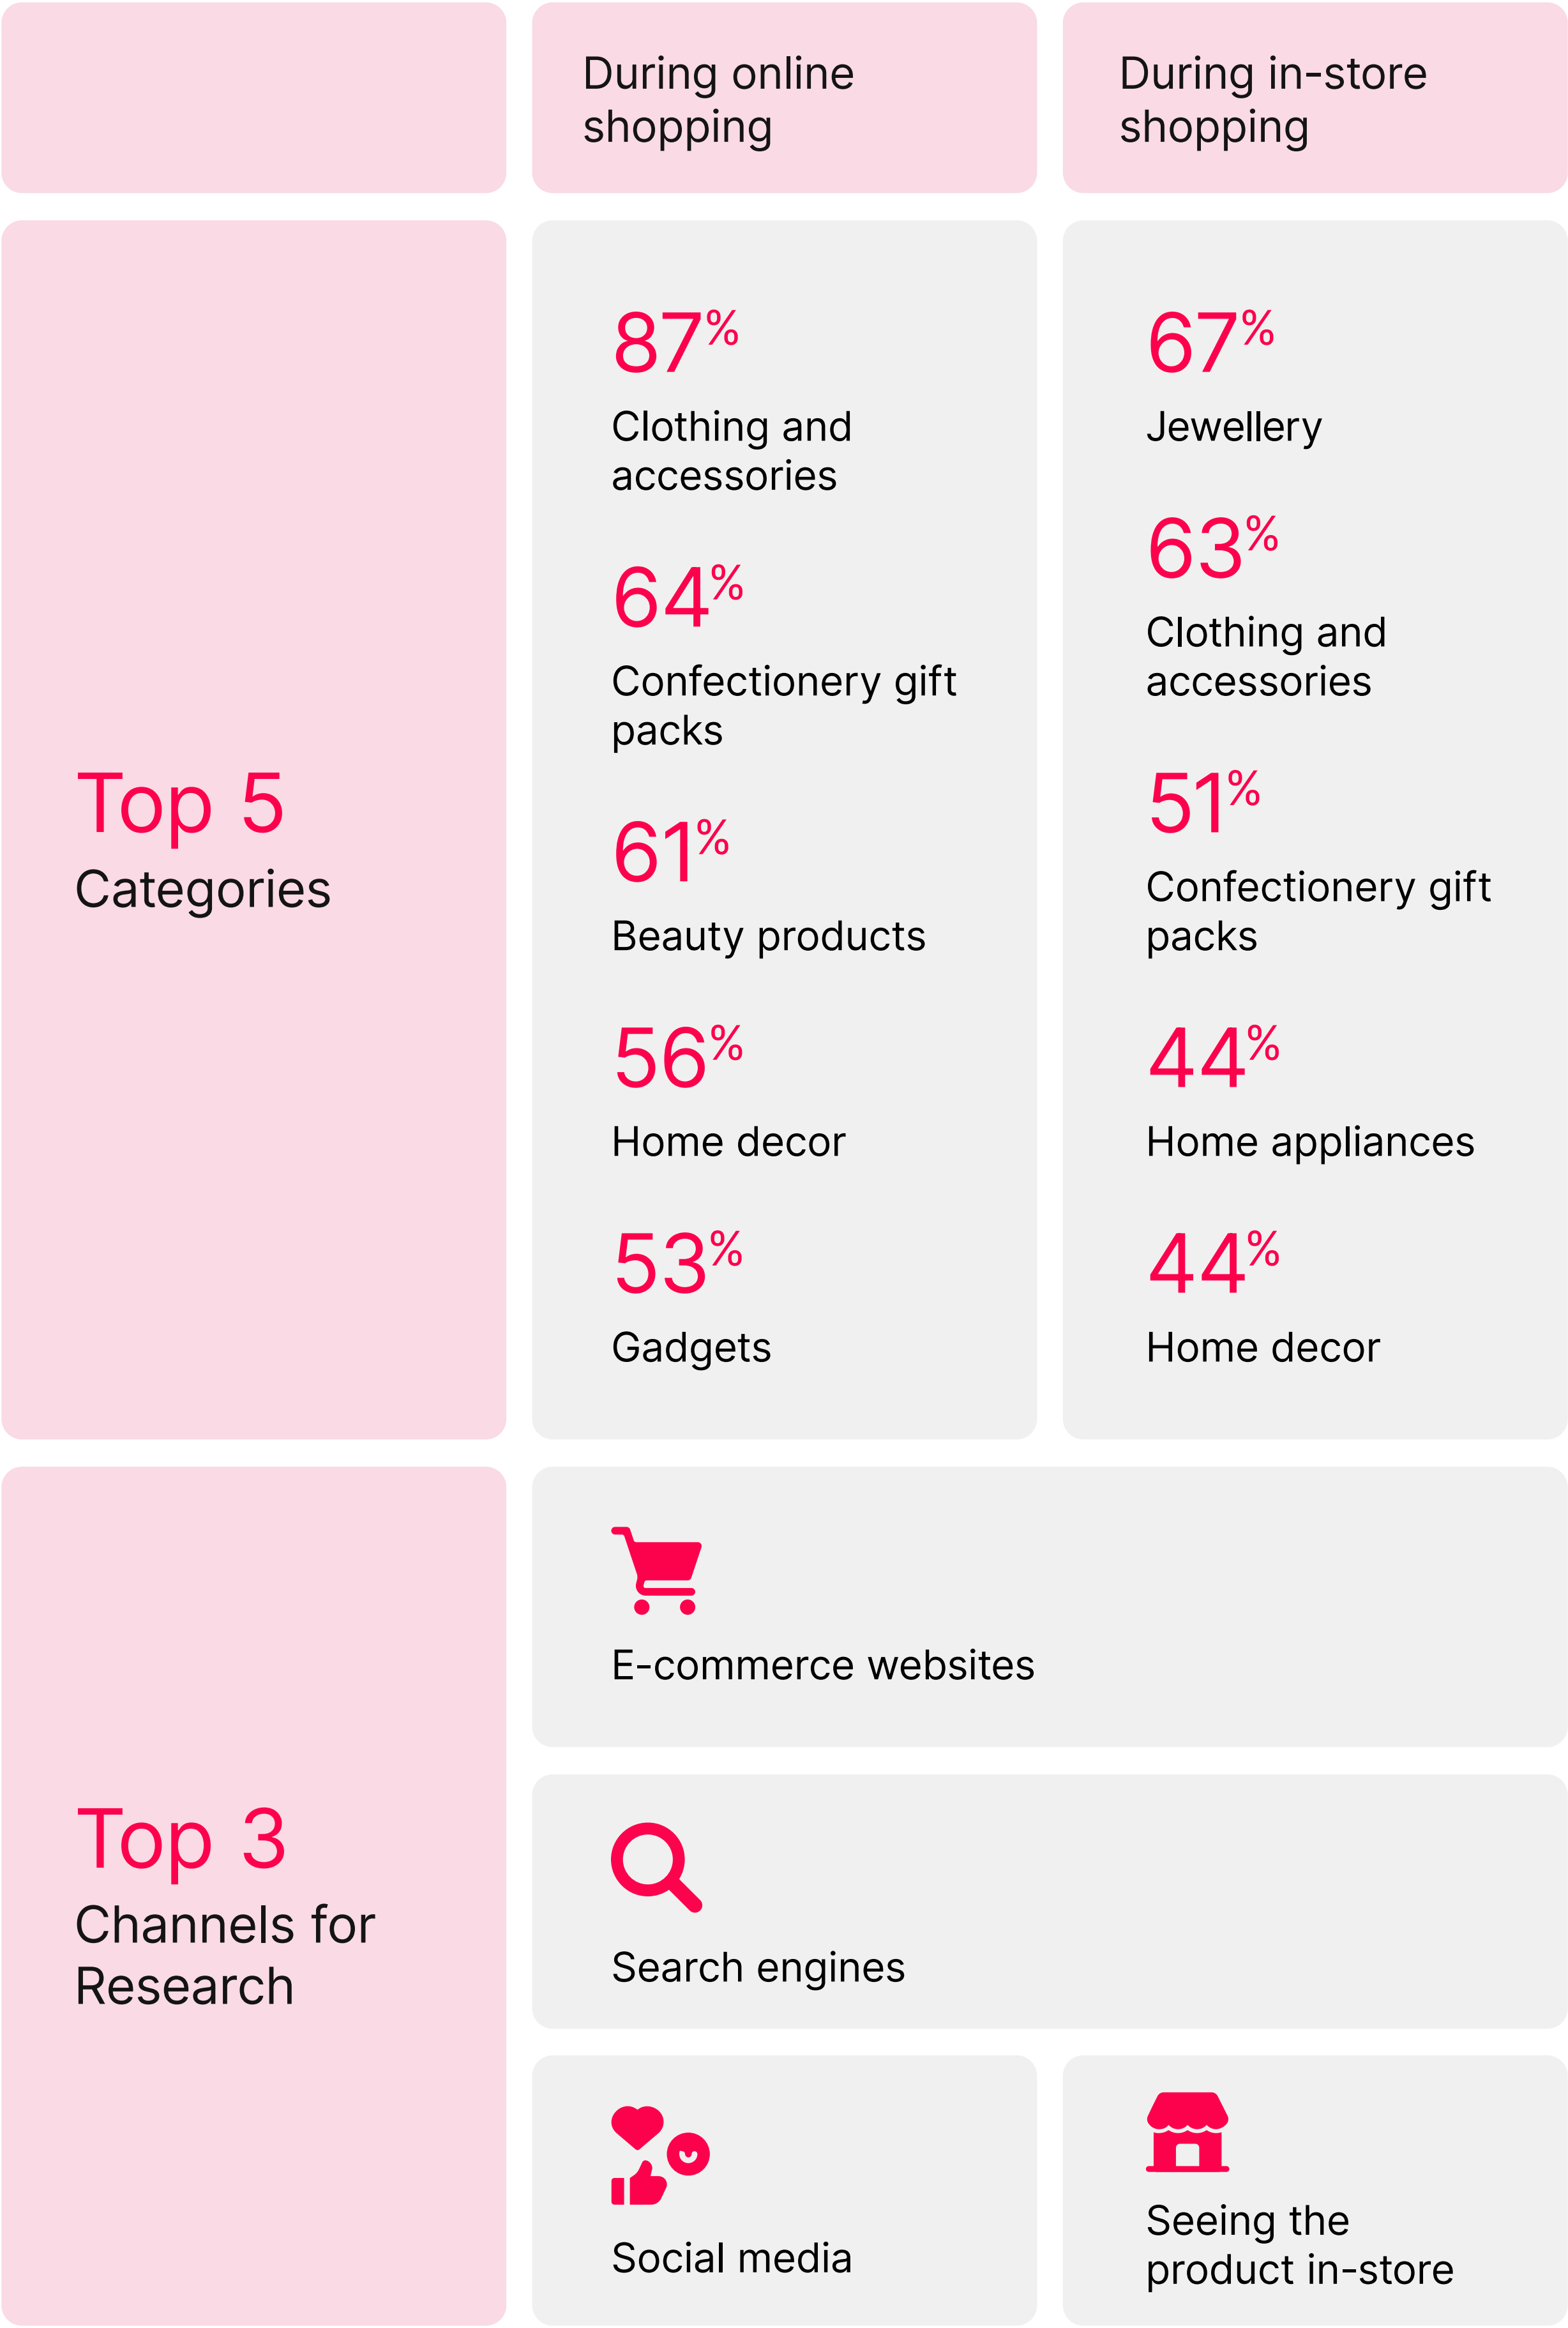 During online
shopping
During in-store
shopping
Top 5
Categories
87%
Clothing and
accessories
64%
Confectionery gift
packs
61%
Beauty products
56%
Home decor
53%
Gadgets
67%
Jewellery
63%
Clothing and
accessories
51%
Confectionery gift
packs
44%
Home appliances
44%
Home decor
Top 3
Channels for
Research
E-commerce websites
Search engines
Social media
Seeing the
product in-store